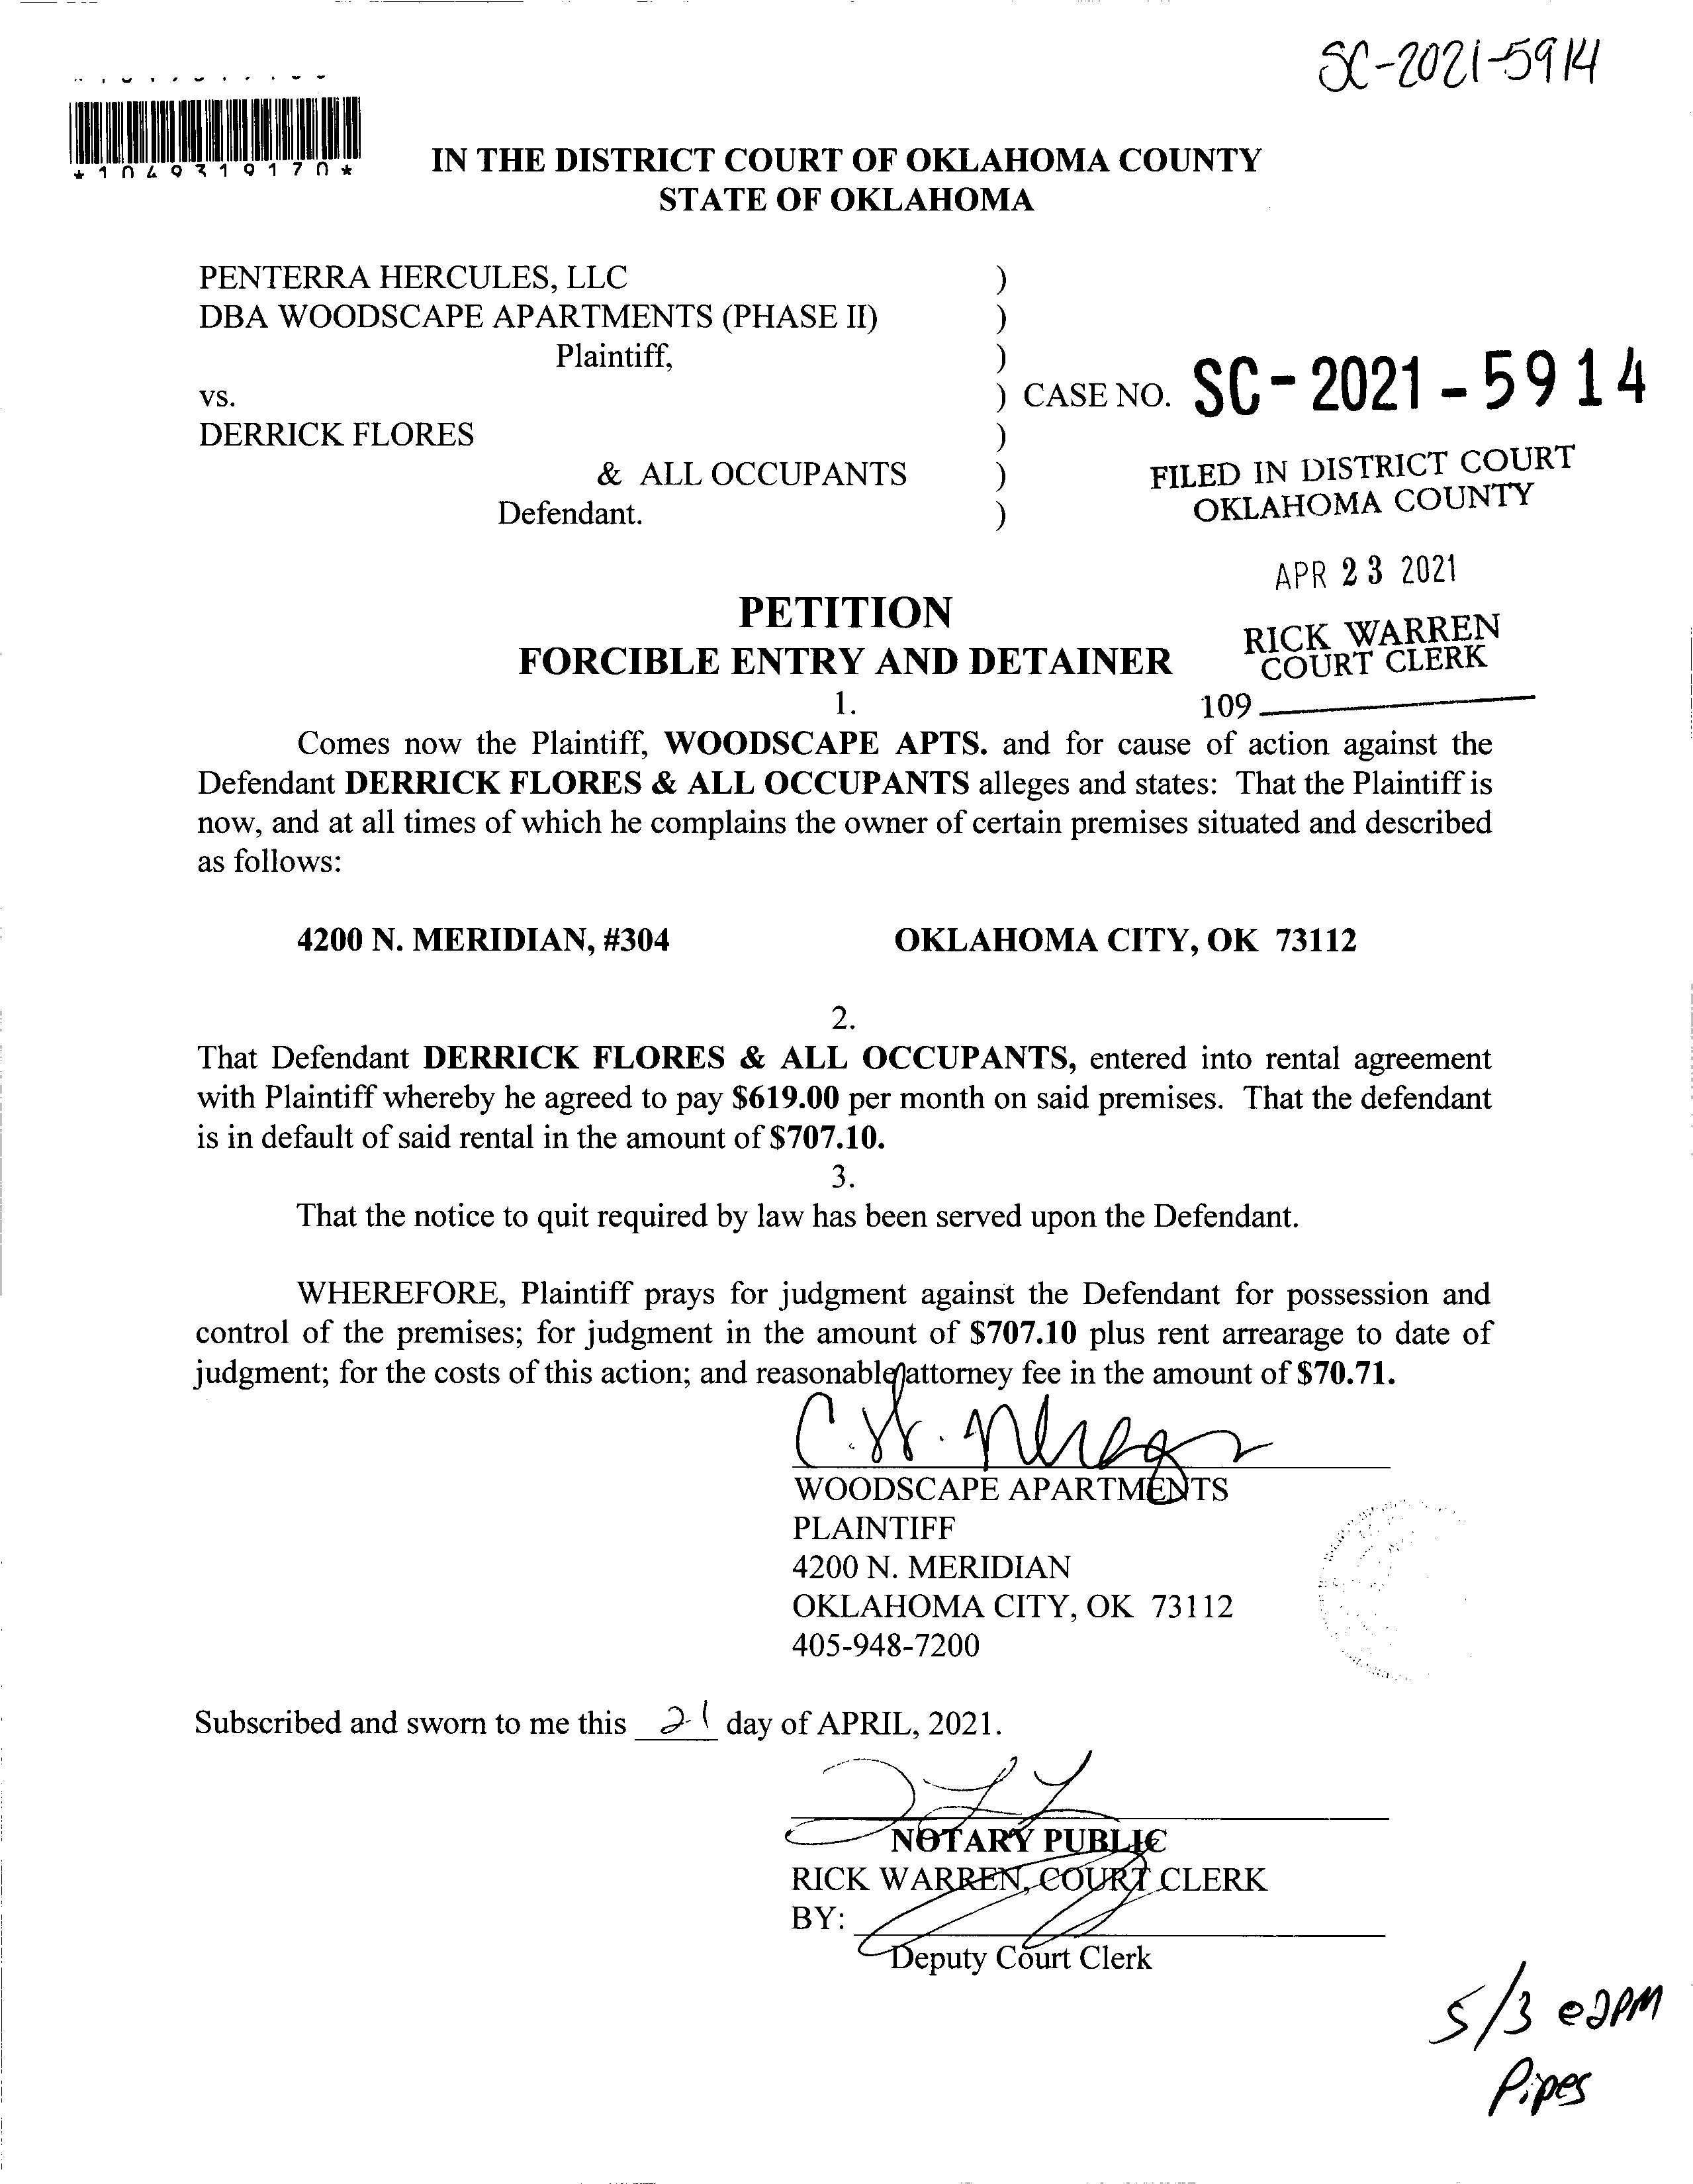 SC-2021-5914
*1049319170*
IN THE DISTRICT COURT OF OKLAHOMA COUNTY
STATE OF OKLAHOMA
PENTERRA HERCULES, LLC )
DBA WOODSCAPE APARTMENTS (PHASE II) )
Plaintiff, )
vs. ) CASE NO. SC-2021-5914
DERRICK FLORES )
& ALL OCCUPANTS )
Defendant. )
FILED IN DISTRICT COURT
OKLAHOMA COUNTY
APR 23 2021
RICK WARREN
COURT CLERK
109
PETITION
FORCIBLE ENTRY AND DETAINER
1.
Comes now the Plaintiff, WOODSCAPE APTS. and for cause of action against the
Defendant DERRICK FLORES & ALL OCCUPANTS alleges and states: That the Plaintiff is
now, and at all times of which he complains the owner of certain premises situated and described
as follows:
4200 N. MERIDIAN, #304 OKLAHOMA CITY, OK 73112
2.
That Defendant DERRICK FLORES & ALL OCCUPANTS, entered into rental agreement
with Plaintiff whereby he agreed to pay $619.00 per month on said premises. That the defendant
is in default of said rental in the amount of $707.10.
3.
That the notice to quit required by law has been served upon the Defendant.
WHEREFORE, Plaintiff prays for judgment against the Defendant for possession and
control of the premises; for judgment in the amount of $707.10 plus rent arrearage to date of
judgment; for the costs of this action; and reasonable attorney fee in the amount of $70.71.
WOODSCAPE APARTMENTS
PLAINTIFF
4200 N. MERIDIAN
OKLAHOMA CITY, OK 73112
405-948-7200
Subscribed and sworn to me this 21 day of APRIL, 2021.
NOTARY PUBLIC
RICK WARREN, COURT CLERK
BY:
Deputy Court Clerk
5/3 @2PM
Pipes